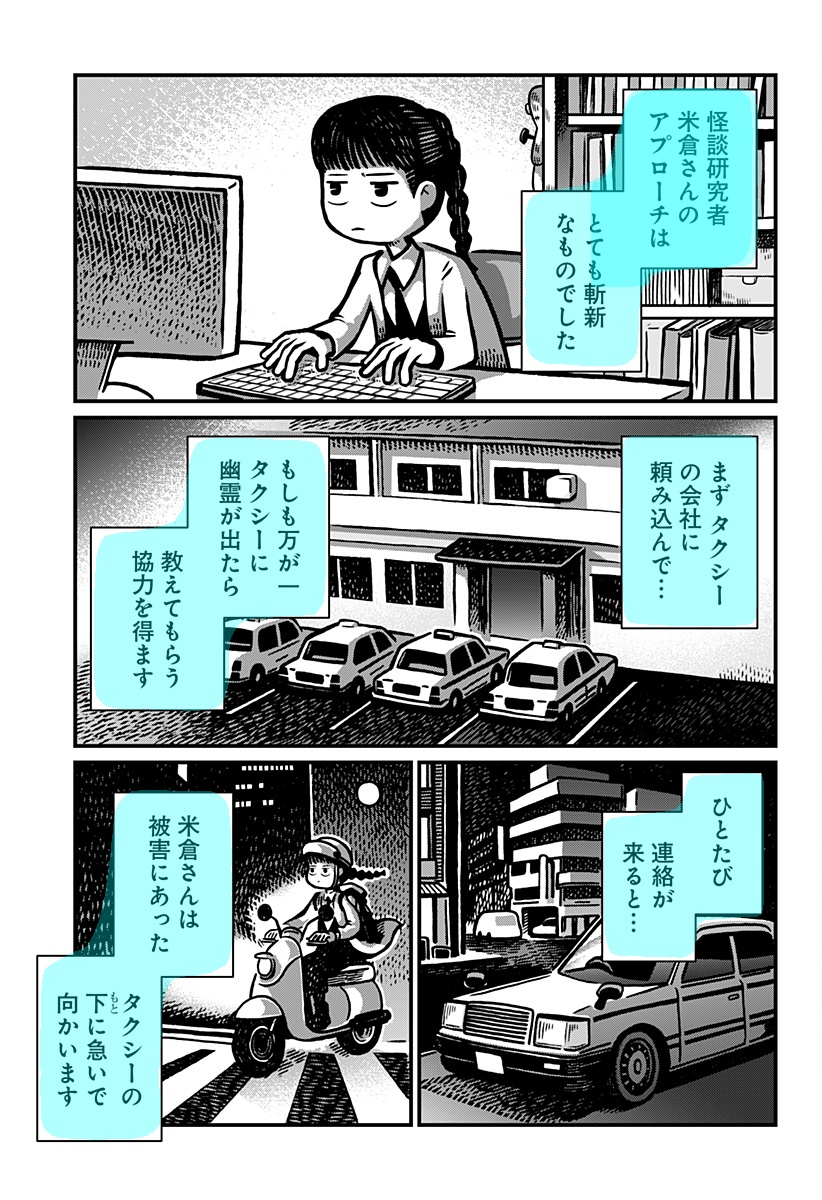 怪談研究者
米倉さんの
アプローチは
とても斬新
なものでした
まず タクシー
の会社に
頼み込んで…
もしも万が一
タクシーに
幽霊が出たら
教えてもらう
協力を得ます
ひとたび
連絡が
来ると…
米倉さんは
被害にあった
タクシーの
下に急いで
もと
向かいます